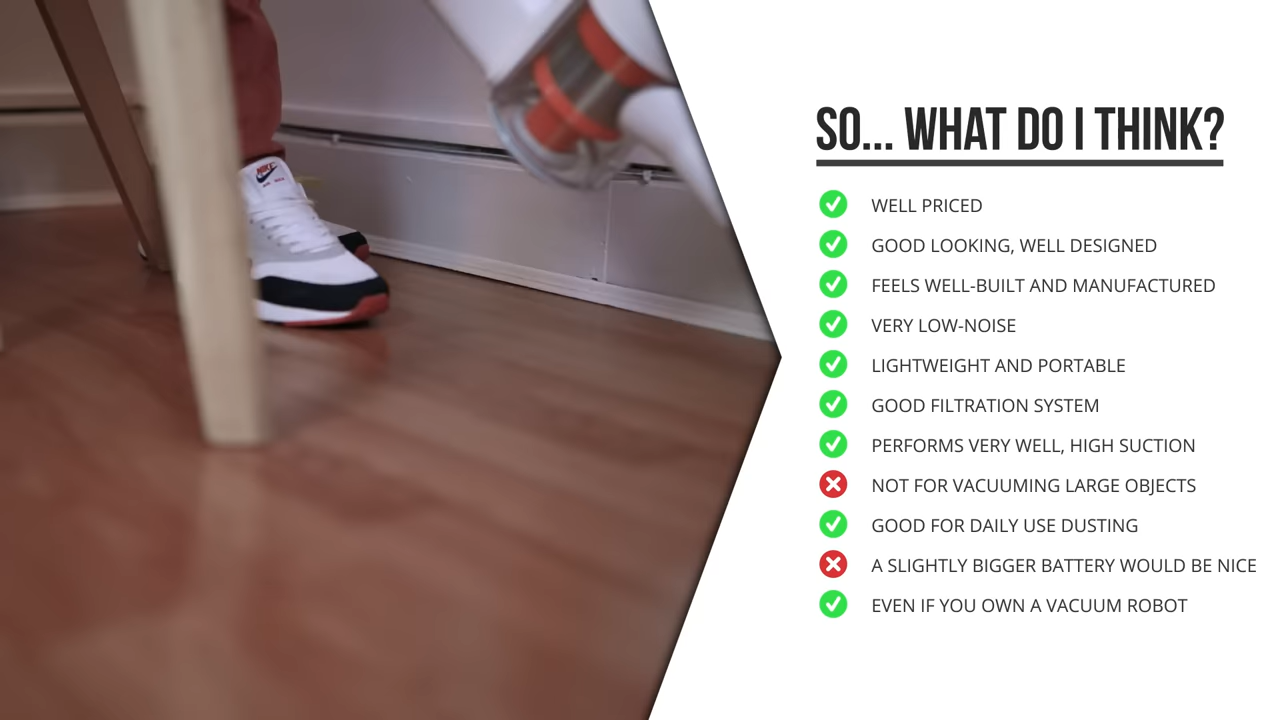 SO... WHAT DO I THINK?
WELL PRICED
GOOD LOOKING, WELL DESIGNED
FEELS WELL-BUILT AND MANUFACTURED
VERY LOW-NOISE
LIGHTWEIGHT AND PORTABLE
GOOD FILTRATION SYSTEM
PERFORMS VERY WELL, HIGH SUCTION
NOT FOR VACUUMING LARGE OBJECTS
GOOD FOR DAILY USE DUSTING
A SLIGHTLY BIGGER BATTERY WOULD BE NICE
EVEN IF YOU OWN A VACUUM ROBOT
NIKE